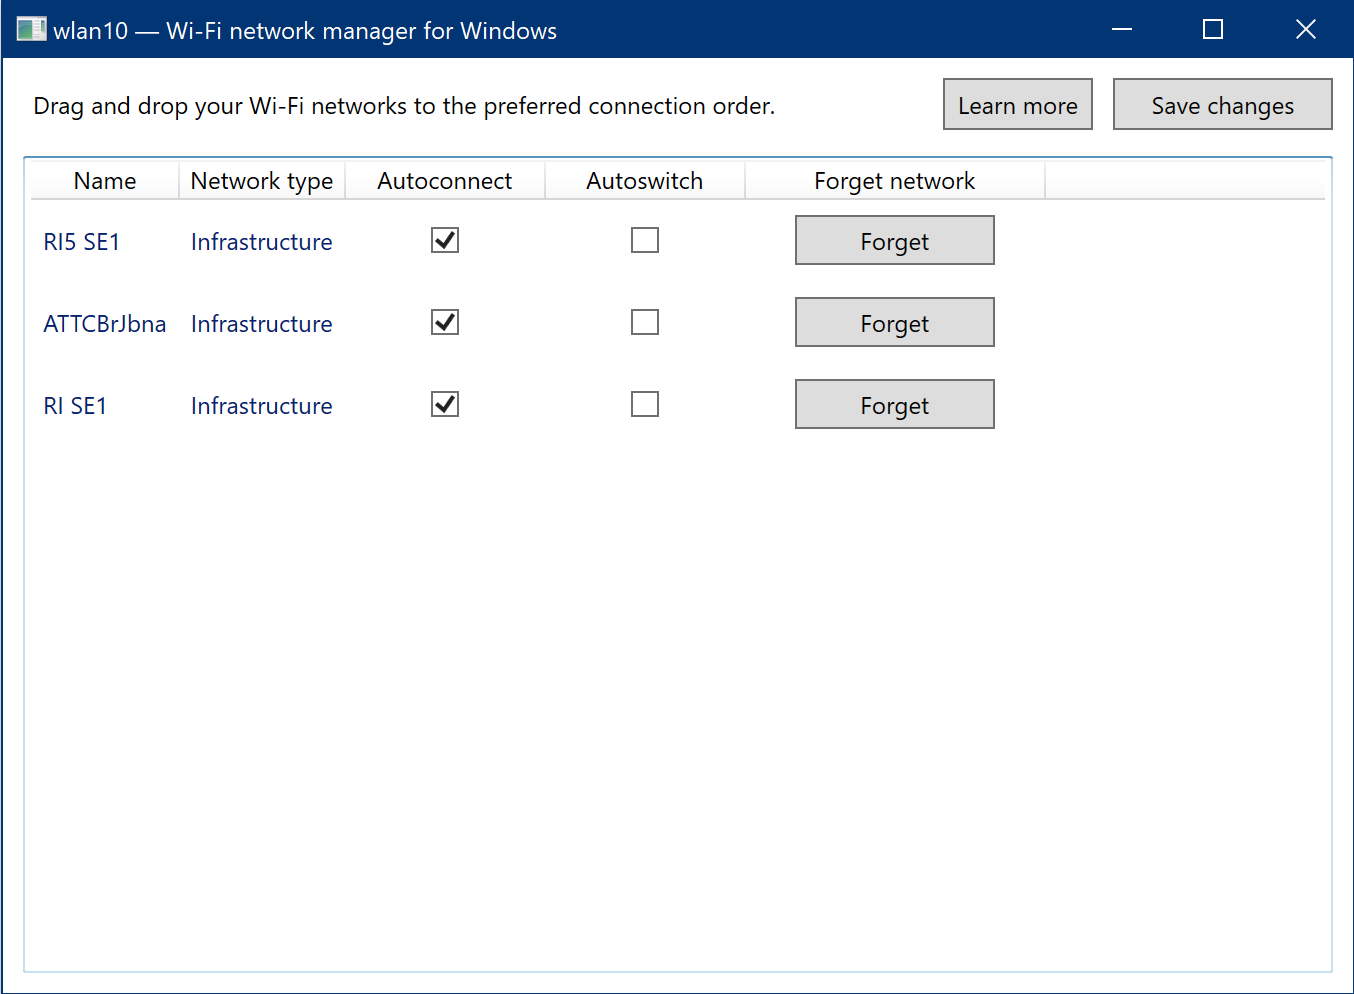 wlan10 — Wi-Fi network manager for Windows
Drag and drop your Wi-Fi networks to the preferred connection order. Learn more Save changes
Name Network type Autoconnect Autoswitch Forget network
RI5 SE1 Infrastructure Forget
ATTCBrJbna Infrastructure Forget
RI SE1 Infrastructure Forget